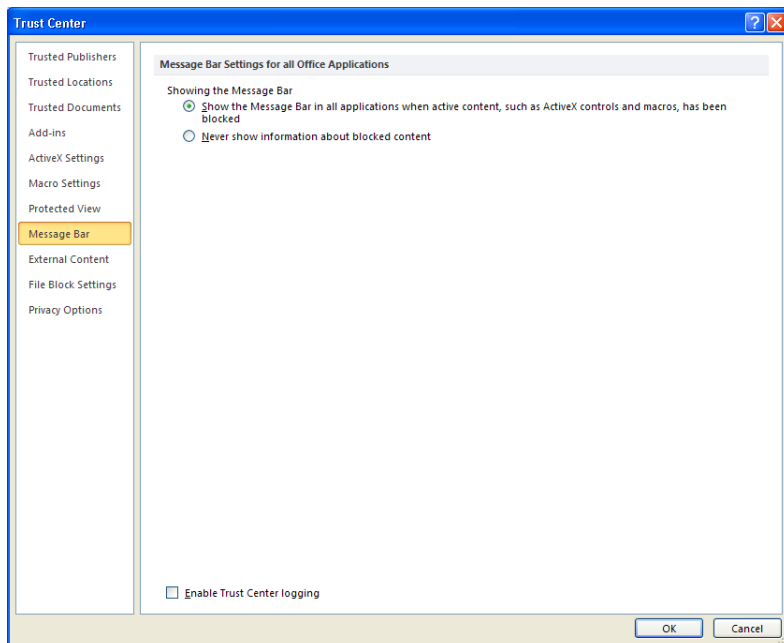 Trust Center
Trusted Publishers
Trusted Locations
Trusted Documents
Add-ins
ActiveX Settings
Macro Settings
Protected View
Message Bar
External Content
File Block Settings
Privacy Options
Message Bar Settings for all Office Applications
Showing the Message Bar
Show the Message Bar in all applications when active content, such as ActiveX controls and macros, has been
blocked
Never show information about blocked content
Enable Trust Center logging
OK
Cancel